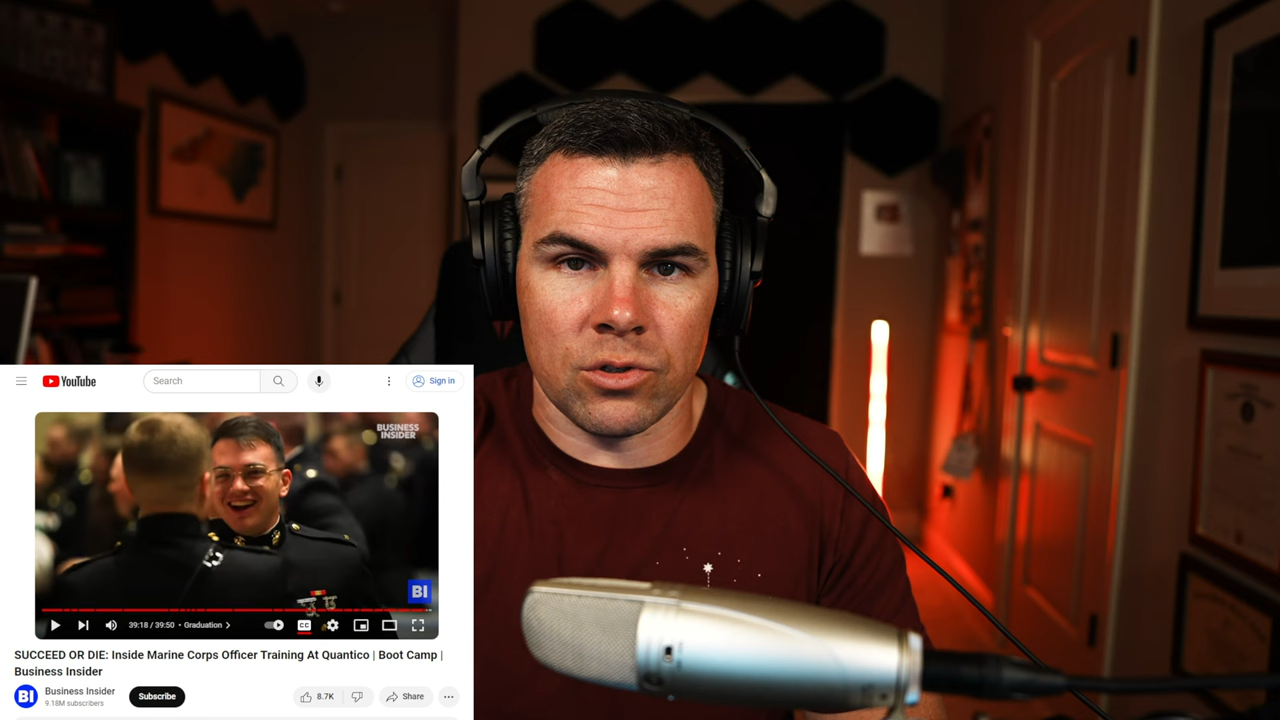 YouTube
Search
Sign in
BUSINESS
INSIDER
BI
39:18 / 39:50 • Graduation
CC
SUCCEED OR DIE: Inside Marine Corps Officer Training At Quantico | Boot Camp |
Business Insider
BI
Business Insider
9.18M subscribers
Subscribe
8.7K
Share